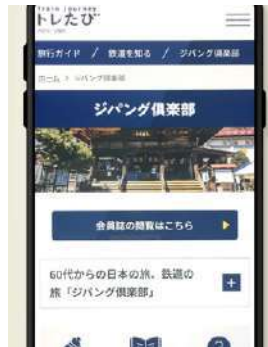 Train Journey
トレたび
旅行ガイド / 鉄道を知る / ジパング倶楽部
ホーム > ジパング倶楽部
ジパング倶楽部
会員誌の閲覧はこちら
60代からの日本の旅、鉄道の
旅「ジパング倶楽部」